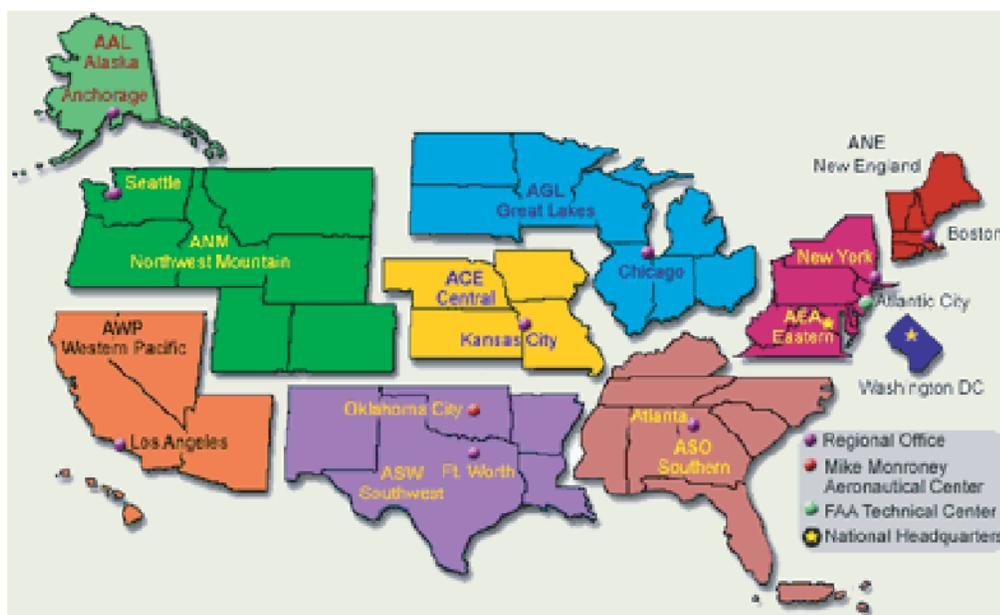 AAL
Alaska
Anchorage
ANE
New England
Boston
Seattle
ANM
Northwest Mountain
AGL
Great Lakes
Chicago
ACE
Central
Kansas City
New York
Atlantic City
AEA
Eastern
Washington DC
AWP
Western Pacific
Los Angeles
Oklahoma City
Ft. Worth
ASW
Southwest
Atlanta
ASO
Southern
Regional Office
Mike Monroney
Aeronautical Center
FAA Technical Center
National Headquarters